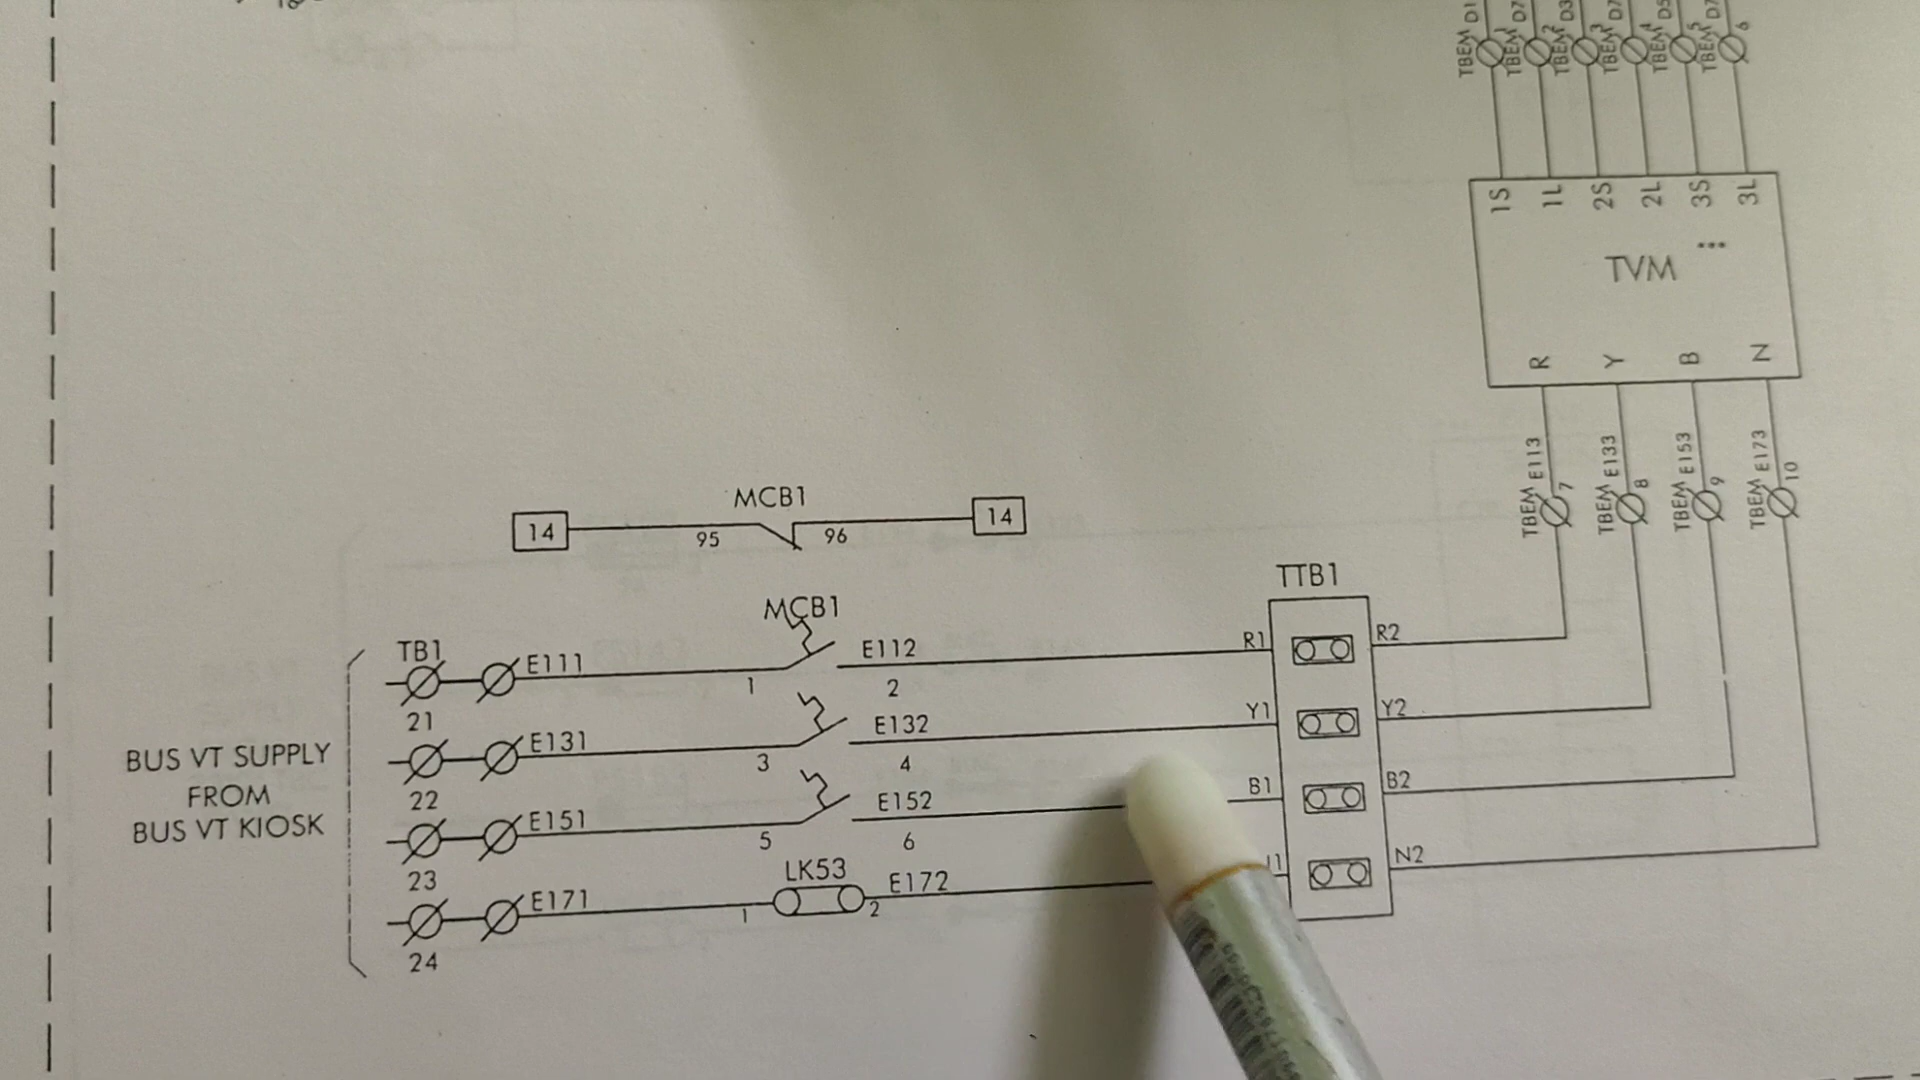 TBEM D1 1
TBEM D7 2
TBEM D3 3
TBEM D7 4
TBEM D5 5
TBEM D7 6
1S 1L 2S 2L 3S 3L
TVM
R Y B N
TBEM E113 7
TBEM E133 8
TBEM E153 9
TBEM E173 10
MCB1
14 95 96 14
TTB1
MCB1
TB1 E111 1 E112 2 R1 R2
21
E131 3 E132 4 Y1 Y2
22
E151 5 E152 6 B1 B2
23
LK53
E171 1 2 E172 N2
24
BUS VT SUPPLY
FROM
BUS VT KIOSK